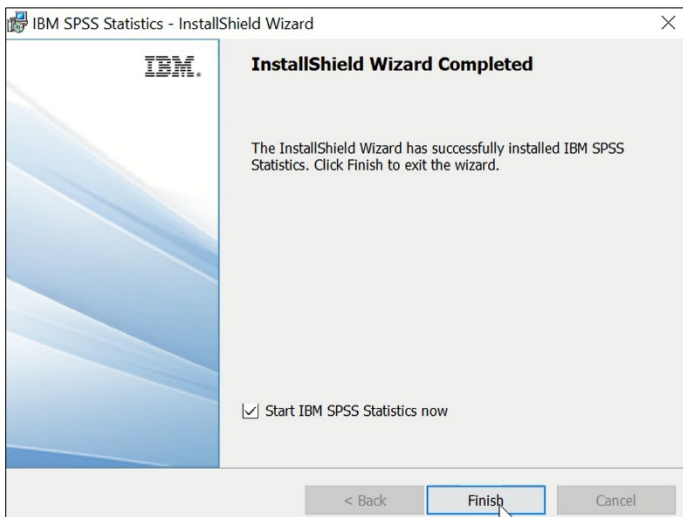 IBM SPSS Statistics - InstallShield Wizard
IBM.
InstallShield Wizard Completed
The InstallShield Wizard has successfully installed IBM SPSS
Statistics. Click Finish to exit the wizard.
Start IBM SPSS Statistics now
< Back
Finish
Cancel